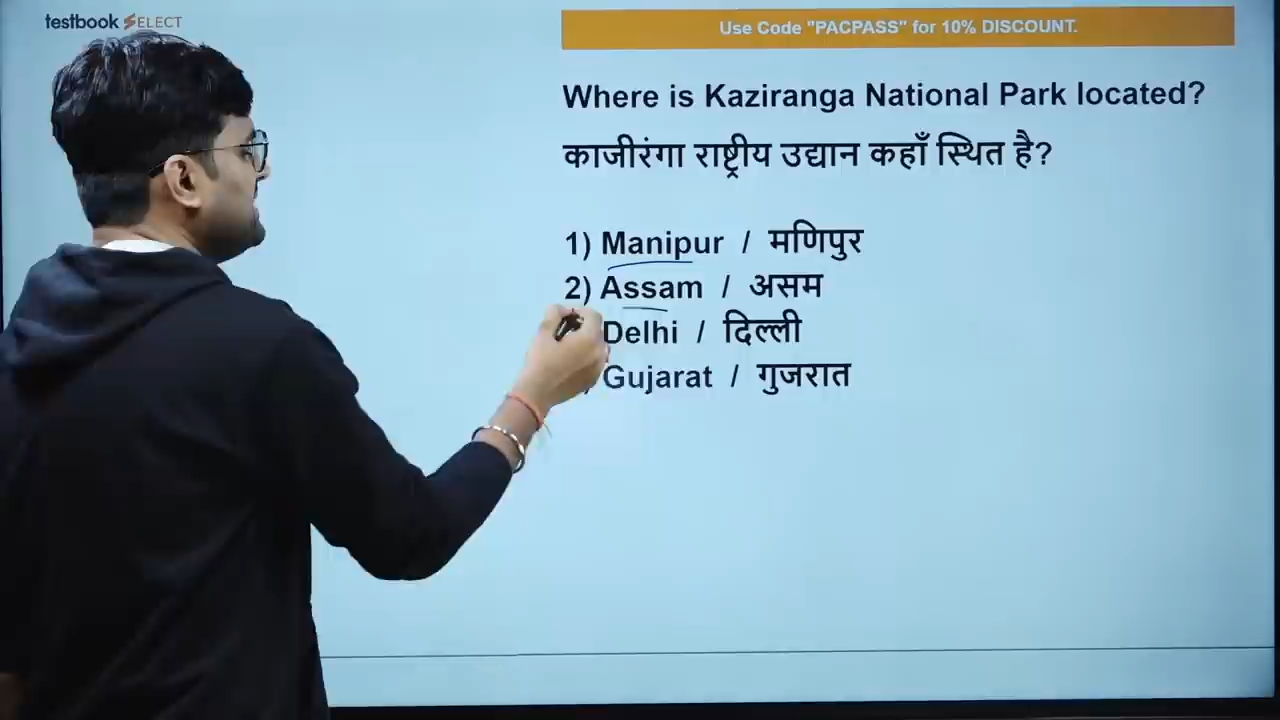 testbook SELECT
Use Code "PACPASS" for 10% DISCOUNT.
Where is Kaziranga National Park located?
काजीरंगा राष्ट्रीय उद्यान कहाँ स्थित है?
1) Manipur / मणिपुर
2) Assam / असम
Delhi / दिल्ली
) Gujarat / गुजरात